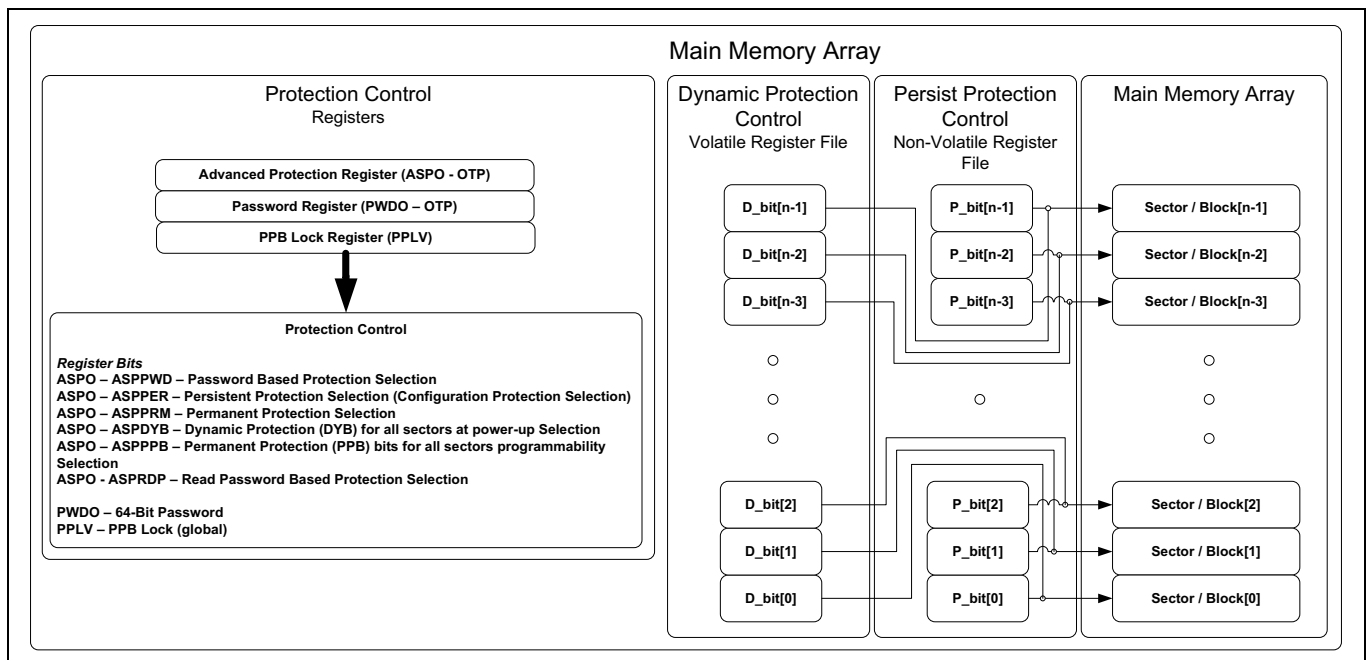 Main Memory Array
Protection Control
Registers
Advanced Protection Register (ASPO - OTP)
Password Register (PWDO – OTP)
PPB Lock Register (PPLV)
Protection Control
Register Bits
ASPO – ASPPWD – Password Based Protection Selection
ASPO – ASPPER – Persistent Protection Selection (Configuration Protection Selection)
ASPO – ASPPRM – Permanent Protection Selection
ASPO – ASPDYB – Dynamic Protection (DYB) for all sectors at power-up Selection
ASPO – ASPPPB – Permanent Protection (PPB) bits for all sectors programmability
Selection
ASPO - ASPRDP – Read Password Based Protection Selection
PWDO – 64-Bit Password
PPLV – PPB Lock (global)
Dynamic Protection
Control
Volatile Register File
D_bit[n-1]
D_bit[n-2]
D_bit[n-3]
D_bit[2]
D_bit[1]
D_bit[0]
Persist Protection
Control
Non-Volatile Register
File
P_bit[n-1]
P_bit[n-2]
P_bit[n-3]
P_bit[2]
P_bit[1]
P_bit[0]
Main Memory Array
Sector / Block[n-1]
Sector / Block[n-2]
Sector / Block[n-3]
Sector / Block[2]
Sector / Block[1]
Sector / Block[0]